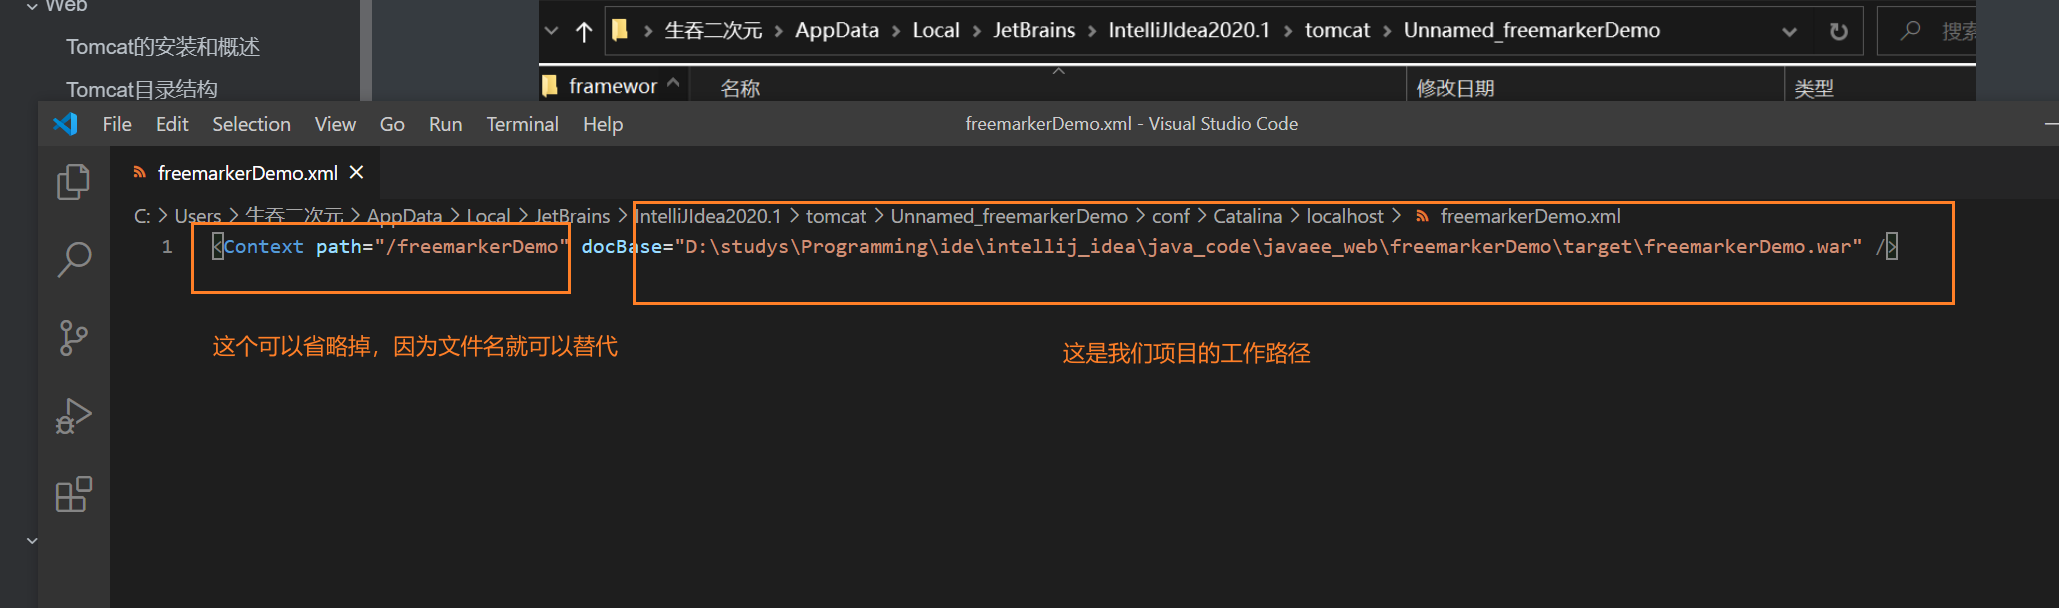 Web
Tomcat的安装和概述
Tomcat目录结构
生吞二次元 AppData Local JetBrains IntelliJIdea2020.1 tomcat Unnamed_freemarkerDemo
搜索
framewor
名称
修改日期
类型
File Edit Selection View Go Run Terminal Help
freemarkerDemo.xml - Visual Studio Code
freemarkerDemo.xml
C: > Users > 生吞二次元 > AppData > Local > JetBrains > IntelliJIdea2020.1 > tomcat > Unnamed_freemarkerDemo > conf > Catalina > localhost > freemarkerDemo.xml
1 <Context path="/freemarkerDemo" docBase="D:\studys\Programming\ide\intellij_idea\java_code\javaee_web\freemarkerDemo\target\freemarkerDemo.war" />
这个可以省略掉，因为文件名就可以替代
这是我们项目的工作路径